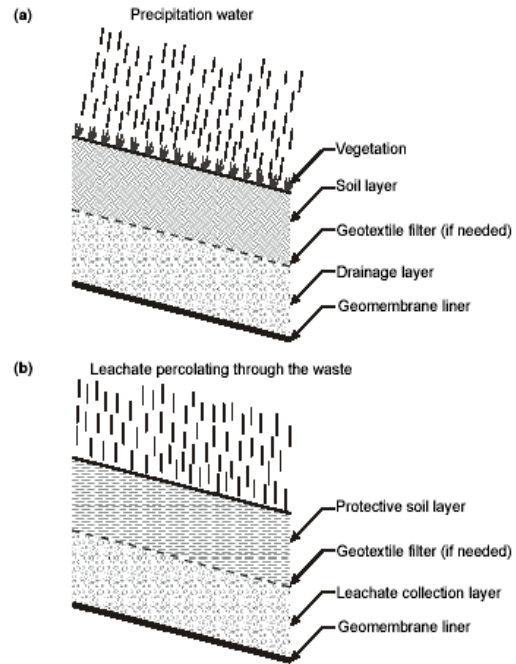 (a)
Precipitation water
Vegetation
Soil layer
Geotextile filter (if needed)
Drainage layer
Geomembrane liner
(b)
Leachate percolating through the waste
Protective soil layer
Geotextile filter (if needed)
Leachate collection layer
Geomembrane liner